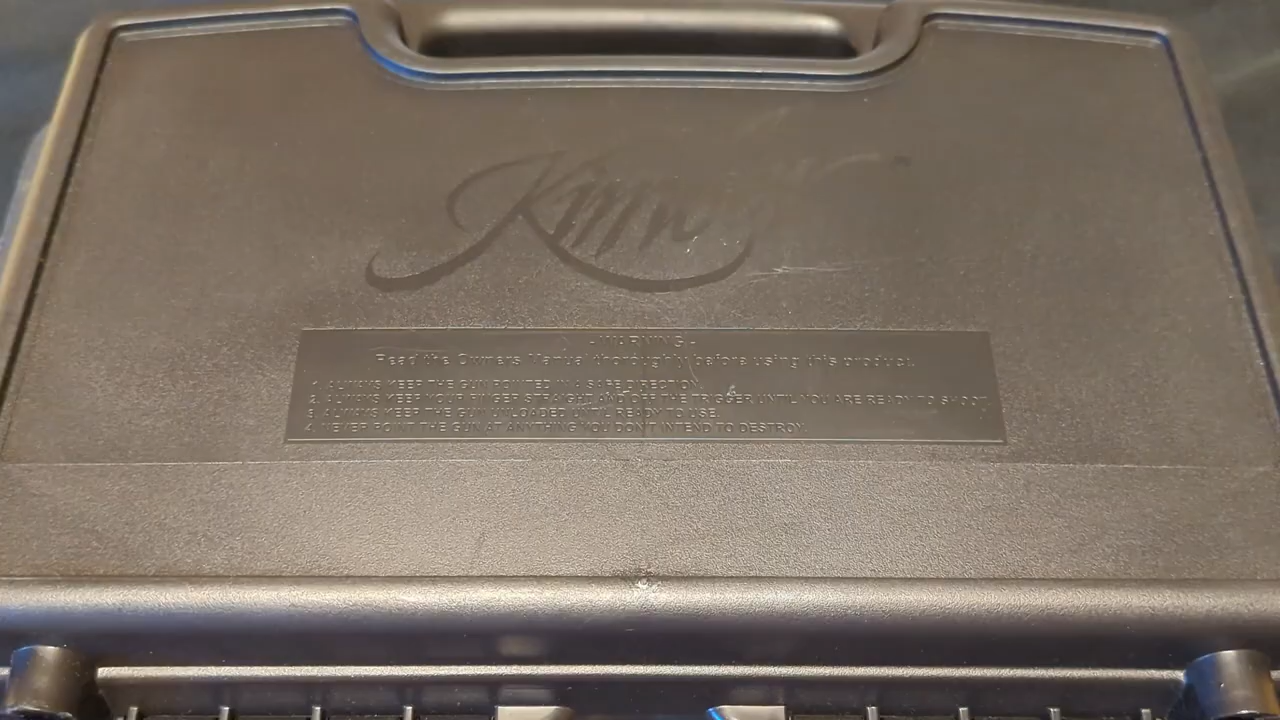 - WARNING -
Read the Owners Manual thoroughly before using this product.
1. ALWAYS KEEP THE GUN POINTED IN A SAFE DIRECTION.
2. ALWAYS KEEP YOUR FINGER STRAIGHT AND OFF THE TRIGGER UNTIL YOU ARE READY TO SHOOT.
3. ALWAYS KEEP THE GUN UNLOADED UNTIL READY TO USE.
4. NEVER POINT THE GUN AT ANYTHING YOU DON'T INTEND TO DESTROY.